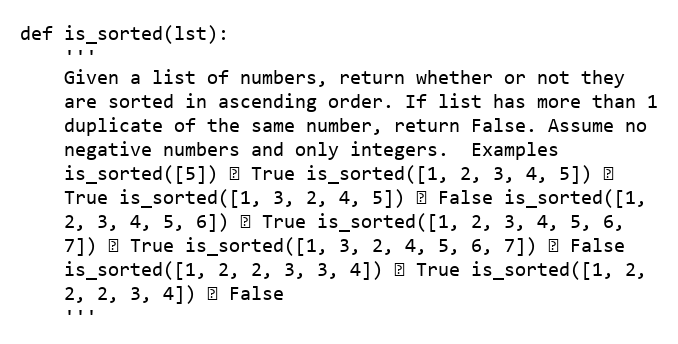 def is_sorted(lst):
'''
Given a list of numbers, return whether or not they
are sorted in ascending order. If list has more than 1
duplicate of the same number, return False. Assume no
negative numbers and only integers.  Examples
is_sorted([5]) ⍰ True is_sorted([1, 2, 3, 4, 5]) ⍰
True is_sorted([1, 3, 2, 4, 5]) ⍰ False is_sorted([1,
2, 3, 4, 5, 6]) ⍰ True is_sorted([1, 2, 3, 4, 5, 6,
7]) ⍰ True is_sorted([1, 3, 2, 4, 5, 6, 7]) ⍰ False
is_sorted([1, 2, 2, 3, 3, 4]) ⍰ True is_sorted([1, 2,
2, 2, 3, 4]) ⍰ False
'''